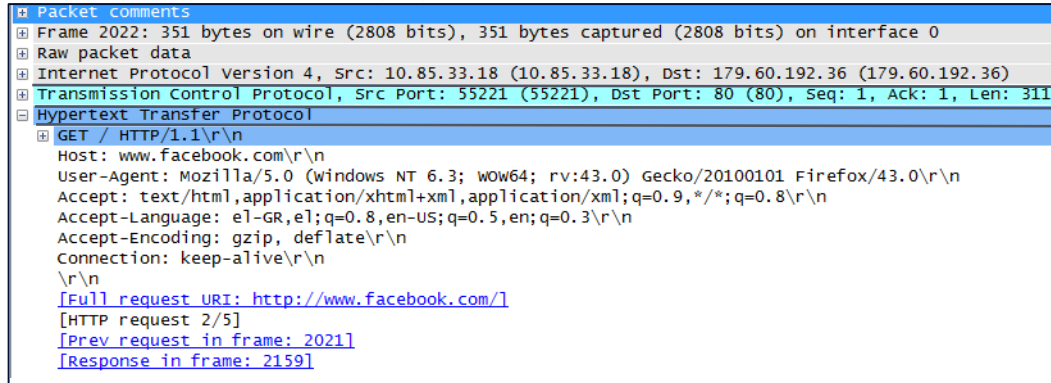 Packet comments
Frame 2022: 351 bytes on wire (2808 bits), 351 bytes captured (2808 bits) on interface 0
Raw packet data
Internet Protocol Version 4, Src: 10.85.33.18 (10.85.33.18), Dst: 179.60.192.36 (179.60.192.36)
Transmission Control Protocol, Src Port: 55221 (55221), Dst Port: 80 (80), Seq: 1, Ack: 1, Len: 311
Hypertext Transfer Protocol
GET / HTTP/1.1\r\n
Host: www.facebook.com\r\n
User-Agent: Mozilla/5.0 (Windows NT 6.3; WOW64; rv:43.0) Gecko/20100101 Firefox/43.0\r\n
Accept: text/html,application/xhtml+xml,application/xml;q=0.9,*/*;q=0.8\r\n
Accept-Language: el-GR,el;q=0.8,en-US;q=0.5,en;q=0.3\r\n
Accept-Encoding: gzip, deflate\r\n
Connection: keep-alive\r\n
\r\n
[Full request URI: http://www.facebook.com/]
[HTTP request 2/5]
[Prev request in frame: 2021]
[Response in frame: 2159]